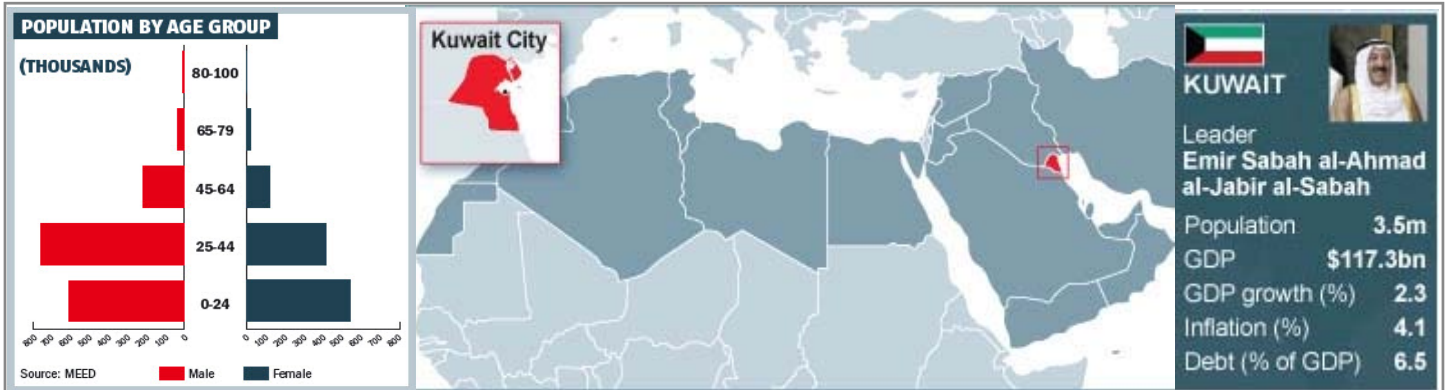 POPULATION BY AGE GROUP
(THOUSANDS)
80-100
65-79
45-64
25-44
0-24
800 700 600 500 400 300 200 100 0
0 100 200 300 400 500 600 700 800
Source: MEED
Male
Female
Kuwait City
KUWAIT
Leader
Emir Sabah al-Ahmad
al-Jabir al-Sabah
Population 3.5m
GDP $117.3bn
GDP growth (%) 2.3
Inflation (%) 4.1
Debt (% of GDP) 6.5